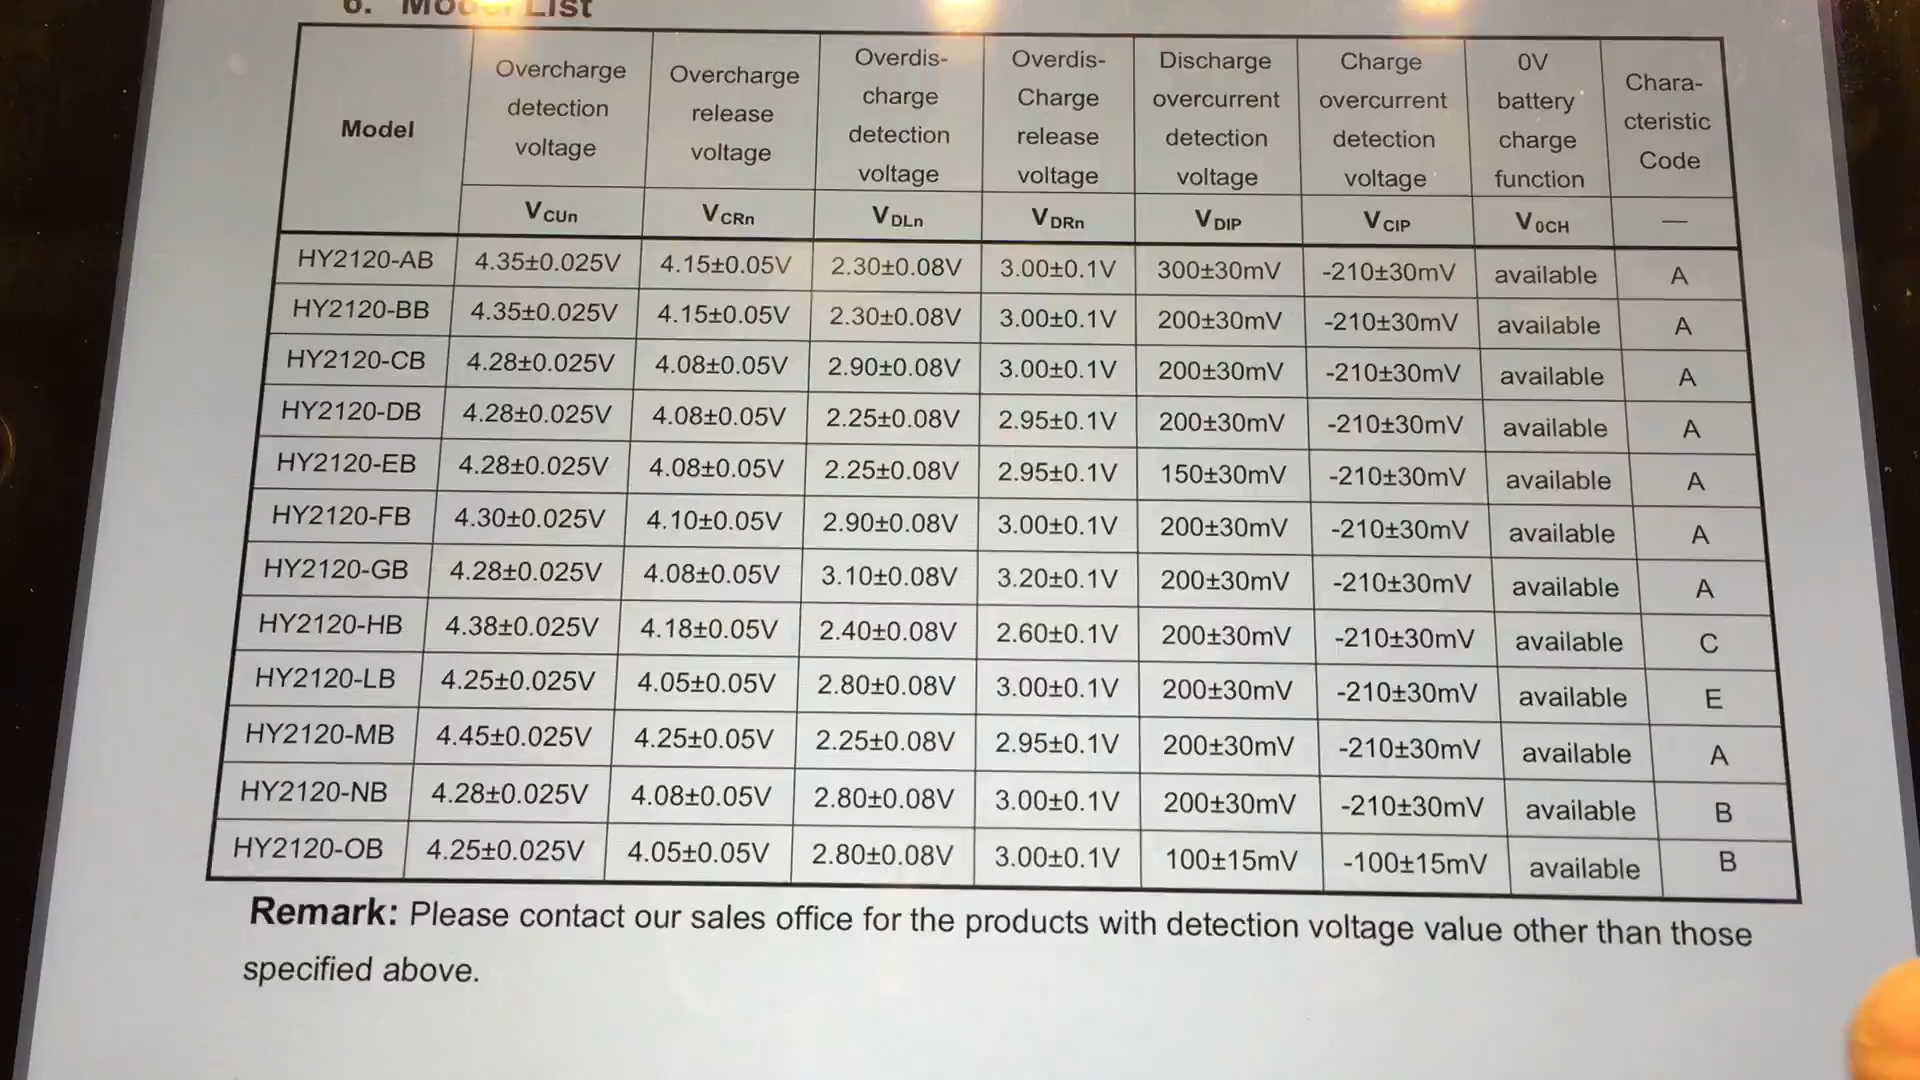 6. Model List
Model
Overcharge detection voltage
Overcharge release voltage
Overdis-charge detection voltage
Overdis-Charge release voltage
Discharge overcurrent detection voltage
Charge overcurrent detection voltage
0V battery charge function
Chara-cteristic Code
VCUn VCRn VDLn VDRn VDIP VCIP V0CH —
HY2120-AB 4.35±0.025V 4.15±0.05V 2.30±0.08V 3.00±0.1V 300±30mV -210±30mV available A
HY2120-BB 4.35±0.025V 4.15±0.05V 2.30±0.08V 3.00±0.1V 200±30mV -210±30mV available A
HY2120-CB 4.28±0.025V 4.08±0.05V 2.90±0.08V 3.00±0.1V 200±30mV -210±30mV available A
HY2120-DB 4.28±0.025V 4.08±0.05V 2.25±0.08V 2.95±0.1V 200±30mV -210±30mV available A
HY2120-EB 4.28±0.025V 4.08±0.05V 2.25±0.08V 2.95±0.1V 150±30mV -210±30mV available A
HY2120-FB 4.30±0.025V 4.10±0.05V 2.90±0.08V 3.00±0.1V 200±30mV -210±30mV available A
HY2120-GB 4.28±0.025V 4.08±0.05V 3.10±0.08V 3.20±0.1V 200±30mV -210±30mV available A
HY2120-HB 4.38±0.025V 4.18±0.05V 2.40±0.08V 2.60±0.1V 200±30mV -210±30mV available C
HY2120-LB 4.25±0.025V 4.05±0.05V 2.80±0.08V 3.00±0.1V 200±30mV -210±30mV available E
HY2120-MB 4.45±0.025V 4.25±0.05V 2.25±0.08V 2.95±0.1V 200±30mV -210±30mV available A
HY2120-NB 4.28±0.025V 4.08±0.05V 2.80±0.08V 3.00±0.1V 200±30mV -210±30mV available B
HY2120-OB 4.25±0.025V 4.05±0.05V 2.80±0.08V 3.00±0.1V 100±15mV -100±15mV available B
Remark: Please contact our sales office for the products with detection voltage value other than those
specified above.